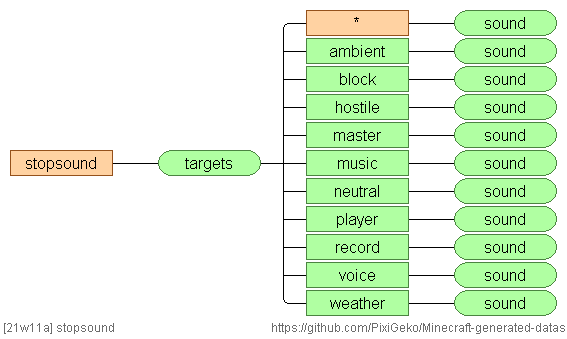 * sound
ambient sound
block sound
hostile sound
master sound
stopsound targets music sound
neutral sound
player sound
record sound
voice sound
weather sound
[21w11a] stopsound https://github.com/PixiGeko/Minecraft-generated-datas